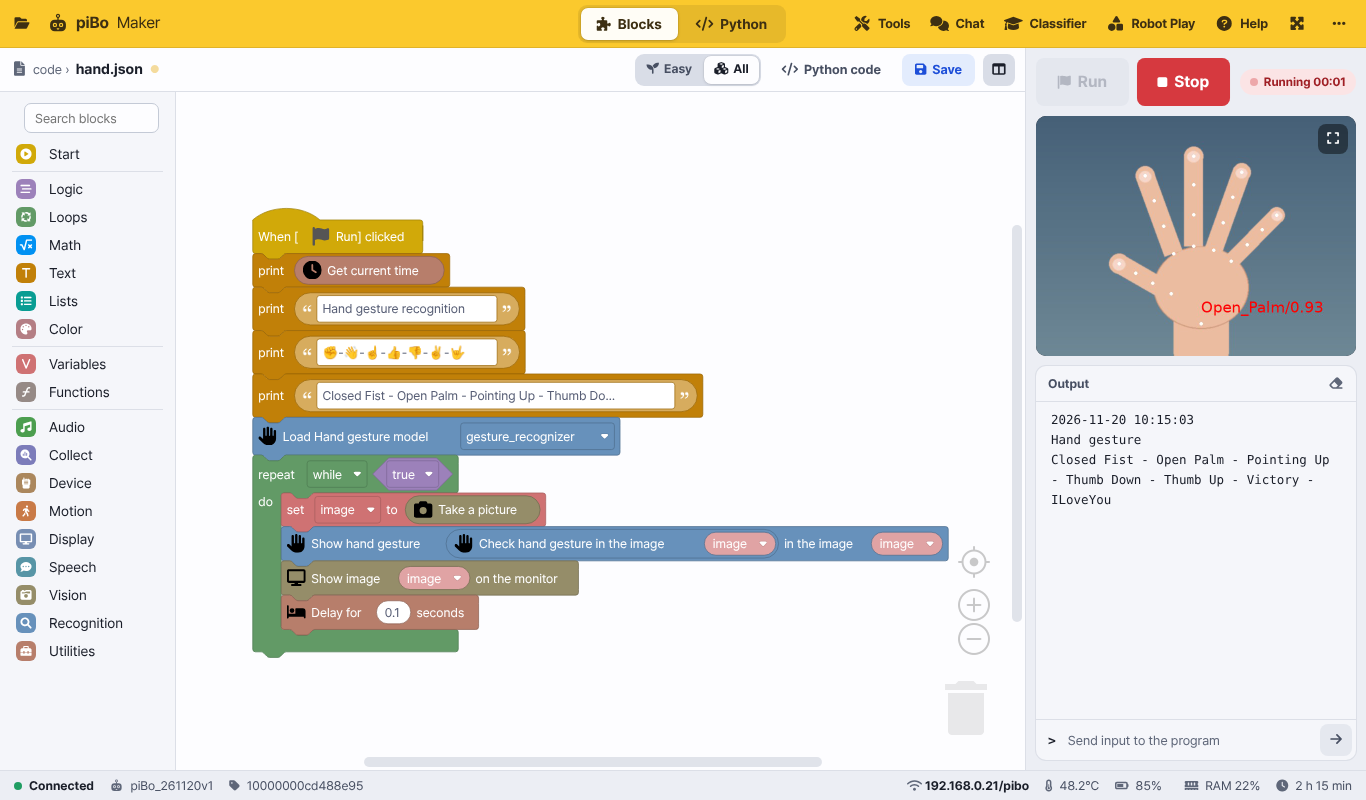 piBo Maker
Blocks
</> Python
Tools
Chat
Classifier
Robot Play
Help
code › hand.json
Easy
All
</> Python code
Save
Run
Stop
Running 00:01
Search blocks
Start
Logic
Loops
Math
Text
Lists
Color
Variables
Functions
Audio
Collect
Device
Motion
Display
Speech
Vision
Recognition
Utilities
When [ Run] clicked
print Get current time
print “ Hand gesture recognition ”
print “ ✊-👋-☝-👍-👎-✌-🤟 ”
print “ Closed Fist - Open Palm - Pointing Up - Thumb Do... ”
Load Hand gesture model gesture_recognizer
repeat while true
do
set image to Take a picture
Show hand gesture Check hand gesture in the image image in the image image
Show image image on the monitor
Delay for 0.1 seconds
Open_Palm/0.93
Output
2026-11-20 10:15:03
Hand gesture
Closed Fist - Open Palm - Pointing Up
- Thumb Down - Thumb Up - Victory -
ILoveYou
> Send input to the program
Connected
piBo_261120v1
10000000cd488e95
192.168.0.21/pibo
48.2°C
85%
RAM 22%
2 h 15 min